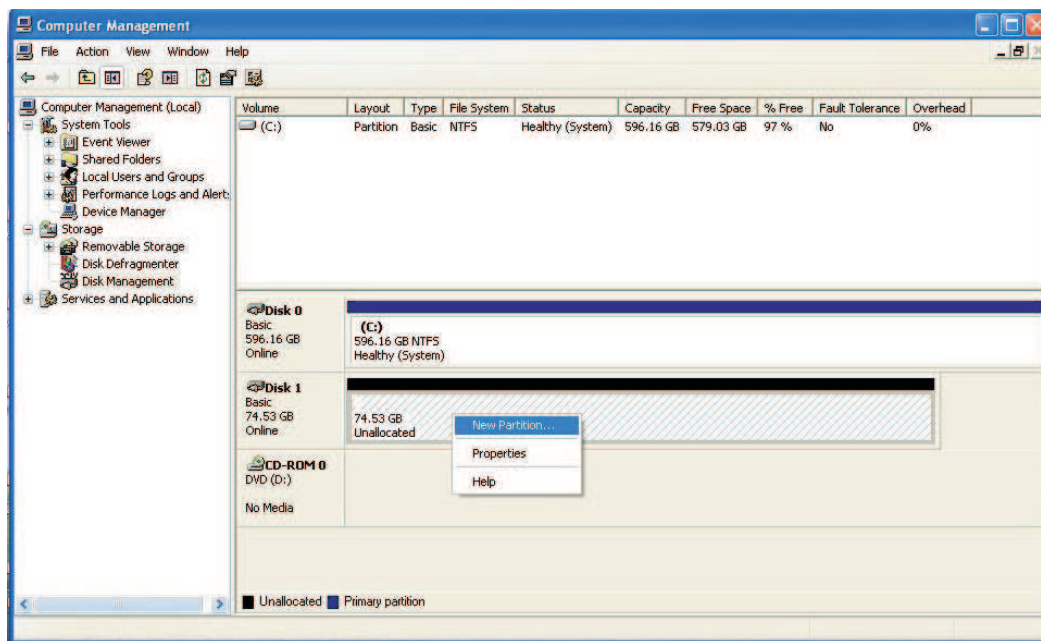 Computer Management
File Action View Window Help
Computer Management (Local)
System Tools
Event Viewer
Shared Folders
Local Users and Groups
Performance Logs and Alert
Device Manager
Storage
Removable Storage
Disk Defragmenter
Disk Management
Services and Applications
Volume Layout Type File System Status Capacity Free Space % Free Fault Tolerance Overhead
(C:) Partition Basic NTFS Healthy (System) 596.16 GB 579.03 GB 97 % No 0%
Disk 0
Basic
596.16 GB
Online
(C:)
596.16 GB NTFS
Healthy (System)
Disk 1
Basic
74.53 GB
Online
74.53 GB
Unallocated
New Partition...
Properties
Help
CD-ROM 0
DVD (D:)
No Media
Unallocated Primary partition